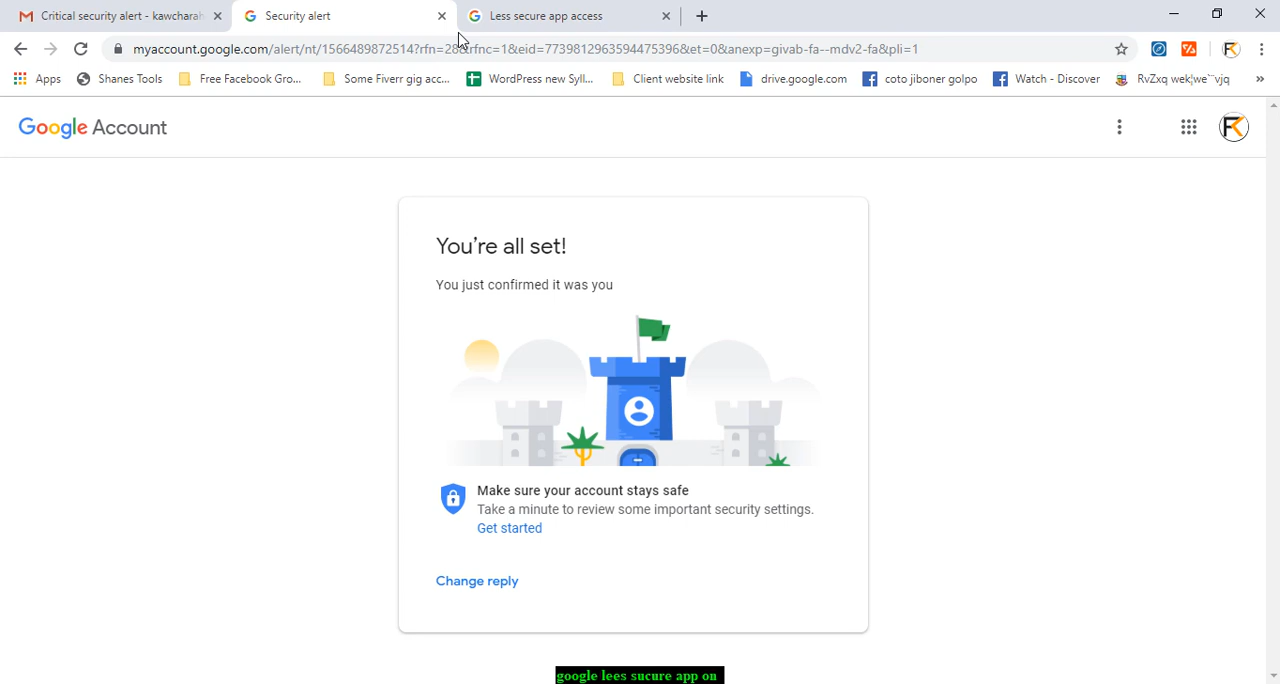 Critical security alert - kawcharah
Security alert
Less secure app access
myaccount.google.com/alert/nt/1566489872514?rfn=28&rfnc=1&eid=7739812963594475396&et=0&anexp=givab-fa--mdv2-fa&pli=1
Apps
Shanes Tools
Free Facebook Gro...
Some Fiverr gig acc...
WordPress new Syll...
Client website link
drive.google.com
coto jiboner golpo
Watch - Discover
RvZxq wek¦we`¨vjq
»
Google Account
You're all set!
You just confirmed it was you
Make sure your account stays safe
Take a minute to review some important security settings.
Get started
Change reply
google lees sucure app on